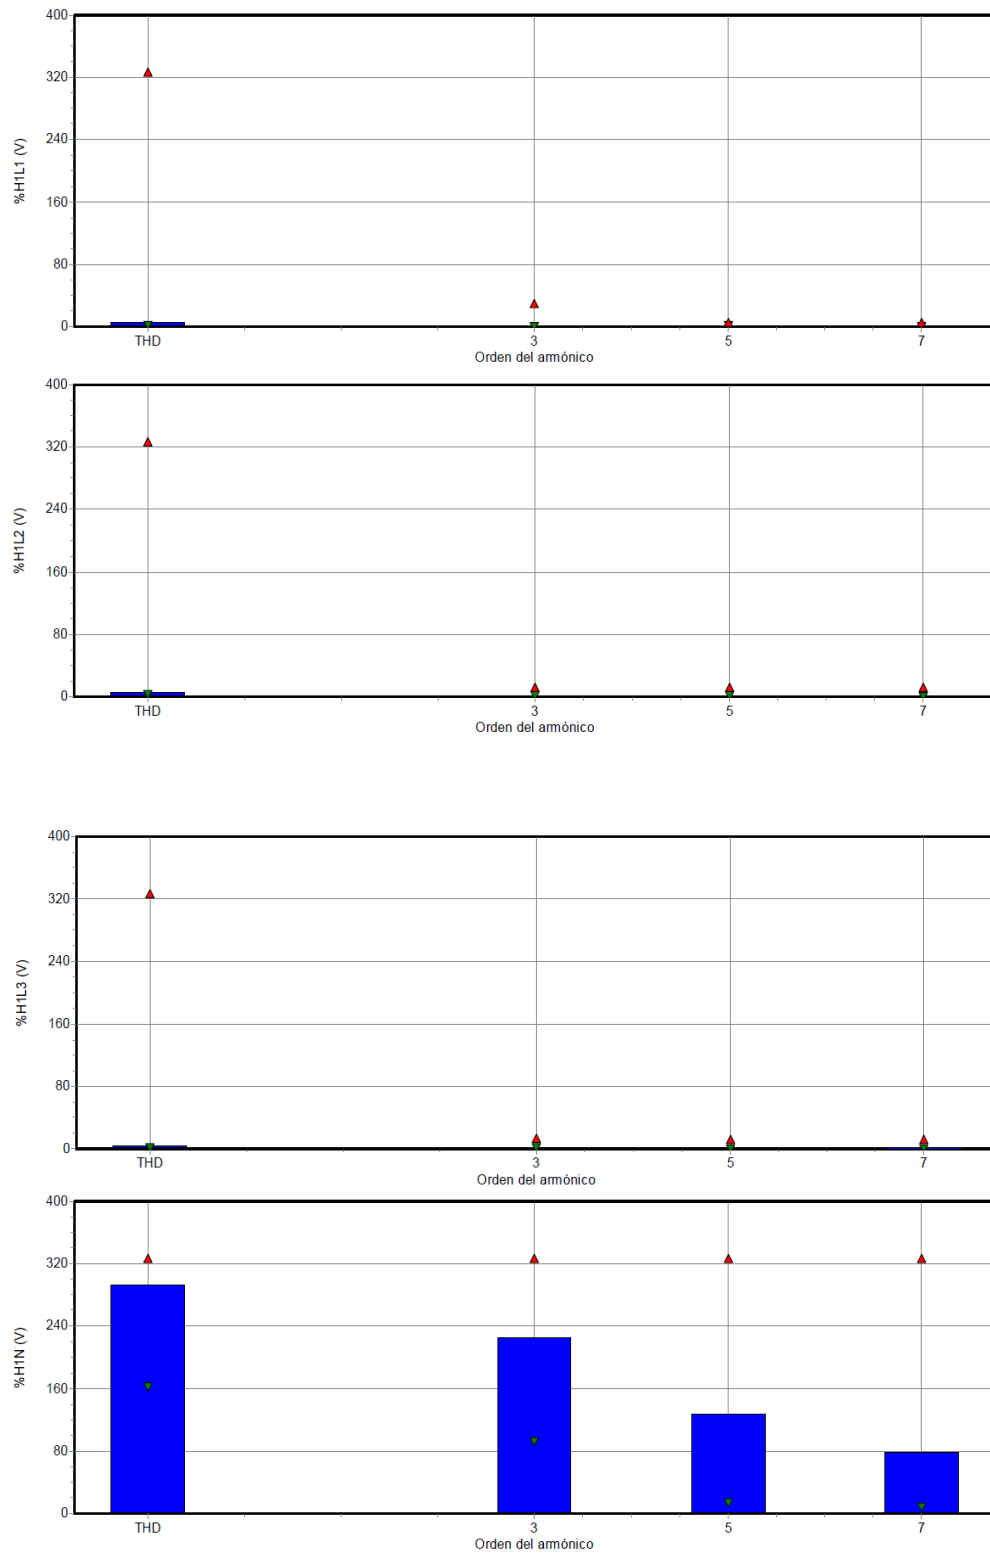 400
320
240
160
80
0
%H1L1 (V)
THD 3 5 7
Orden del armónico
400
320
240
160
80
0
%H1L2 (V)
THD 3 5 7
Orden del armónico
400
320
240
160
80
0
%H1L3 (V)
THD 3 5 7
Orden del armónico
400
320
240
160
80
0
%H1N (V)
THD 3 5 7
Orden del armónico